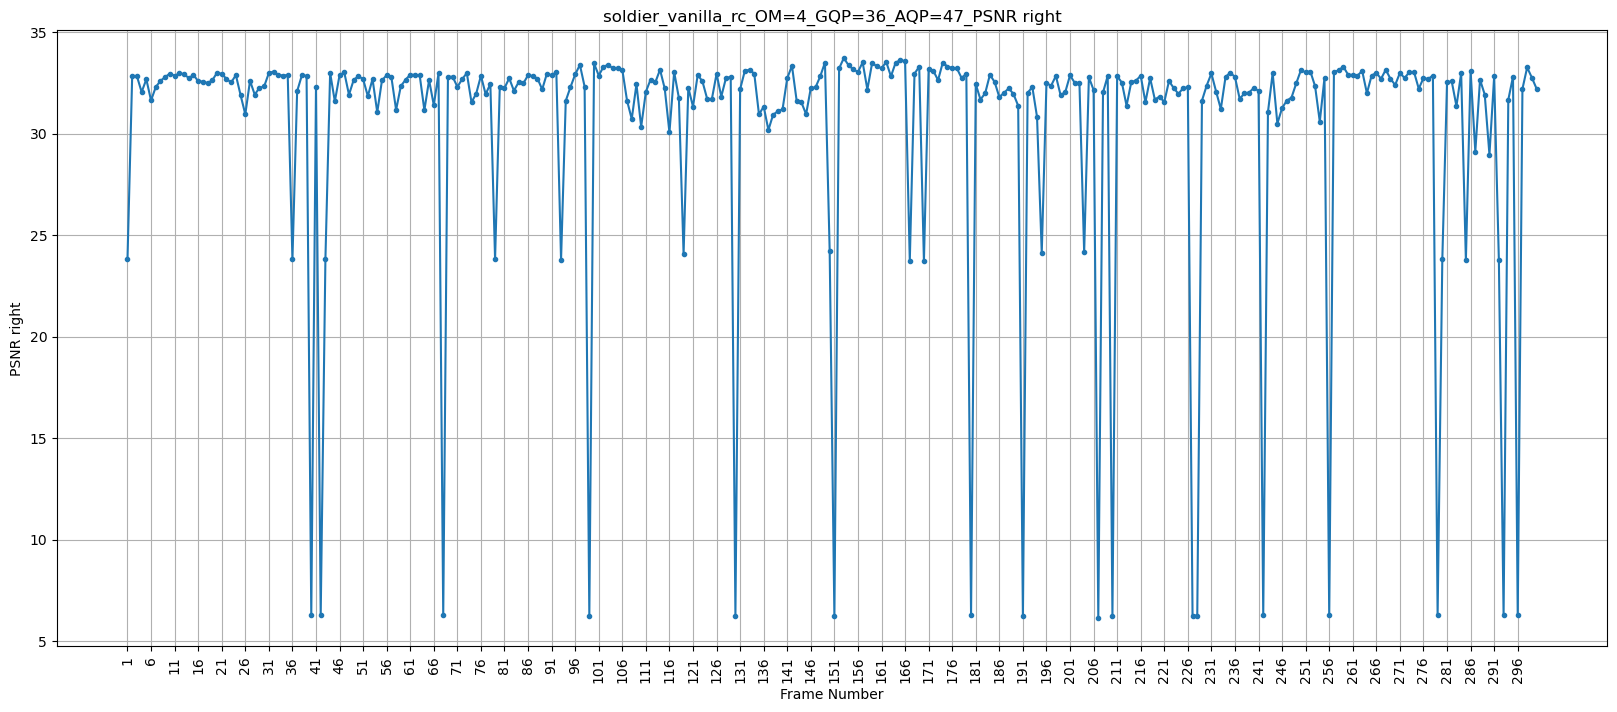 soldier_vanilla_rc_OM=4_GQP=36_AQP=47_PSNR right
35
30
25
20
15
10
5
PSNR right
1 6 11 16 21 26 31 36 41 46 51 56 61 66 71 76 81 86 91 96 101 106 111 116 121 126 131 136 141 146 151 156 161 166 171 176 181 186 191 196 201 206 211 216 221 226 231 236 241 246 251 256 261 266 271 276 281 286 291 296
Frame Number